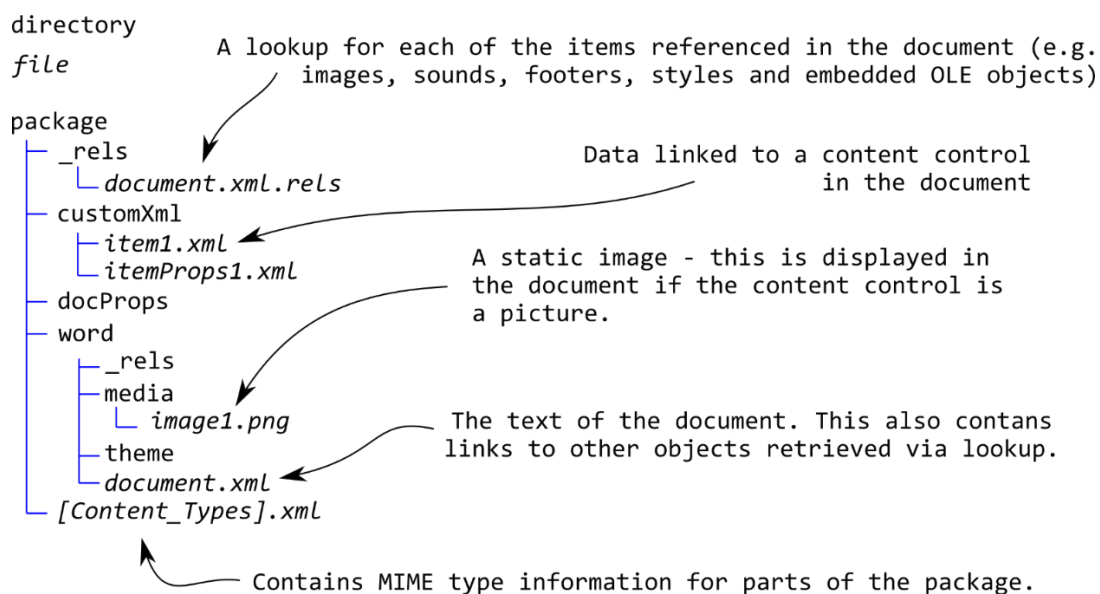 directory
file
A lookup for each of the items referenced in the document (e.g.
images, sounds, footers, styles and embedded OLE objects)
package
_rels
document.xml.rels
Data linked to a content control
in the document
customXml
item1.xml
itemProps1.xml
A static image - this is displayed in
the document if the content control is
a picture.
docProps
word
_rels
media
image1.png
The text of the document. This also contans
links to other objects retrieved via lookup.
theme
document.xml
[Content_Types].xml
Contains MIME type information for parts of the package.